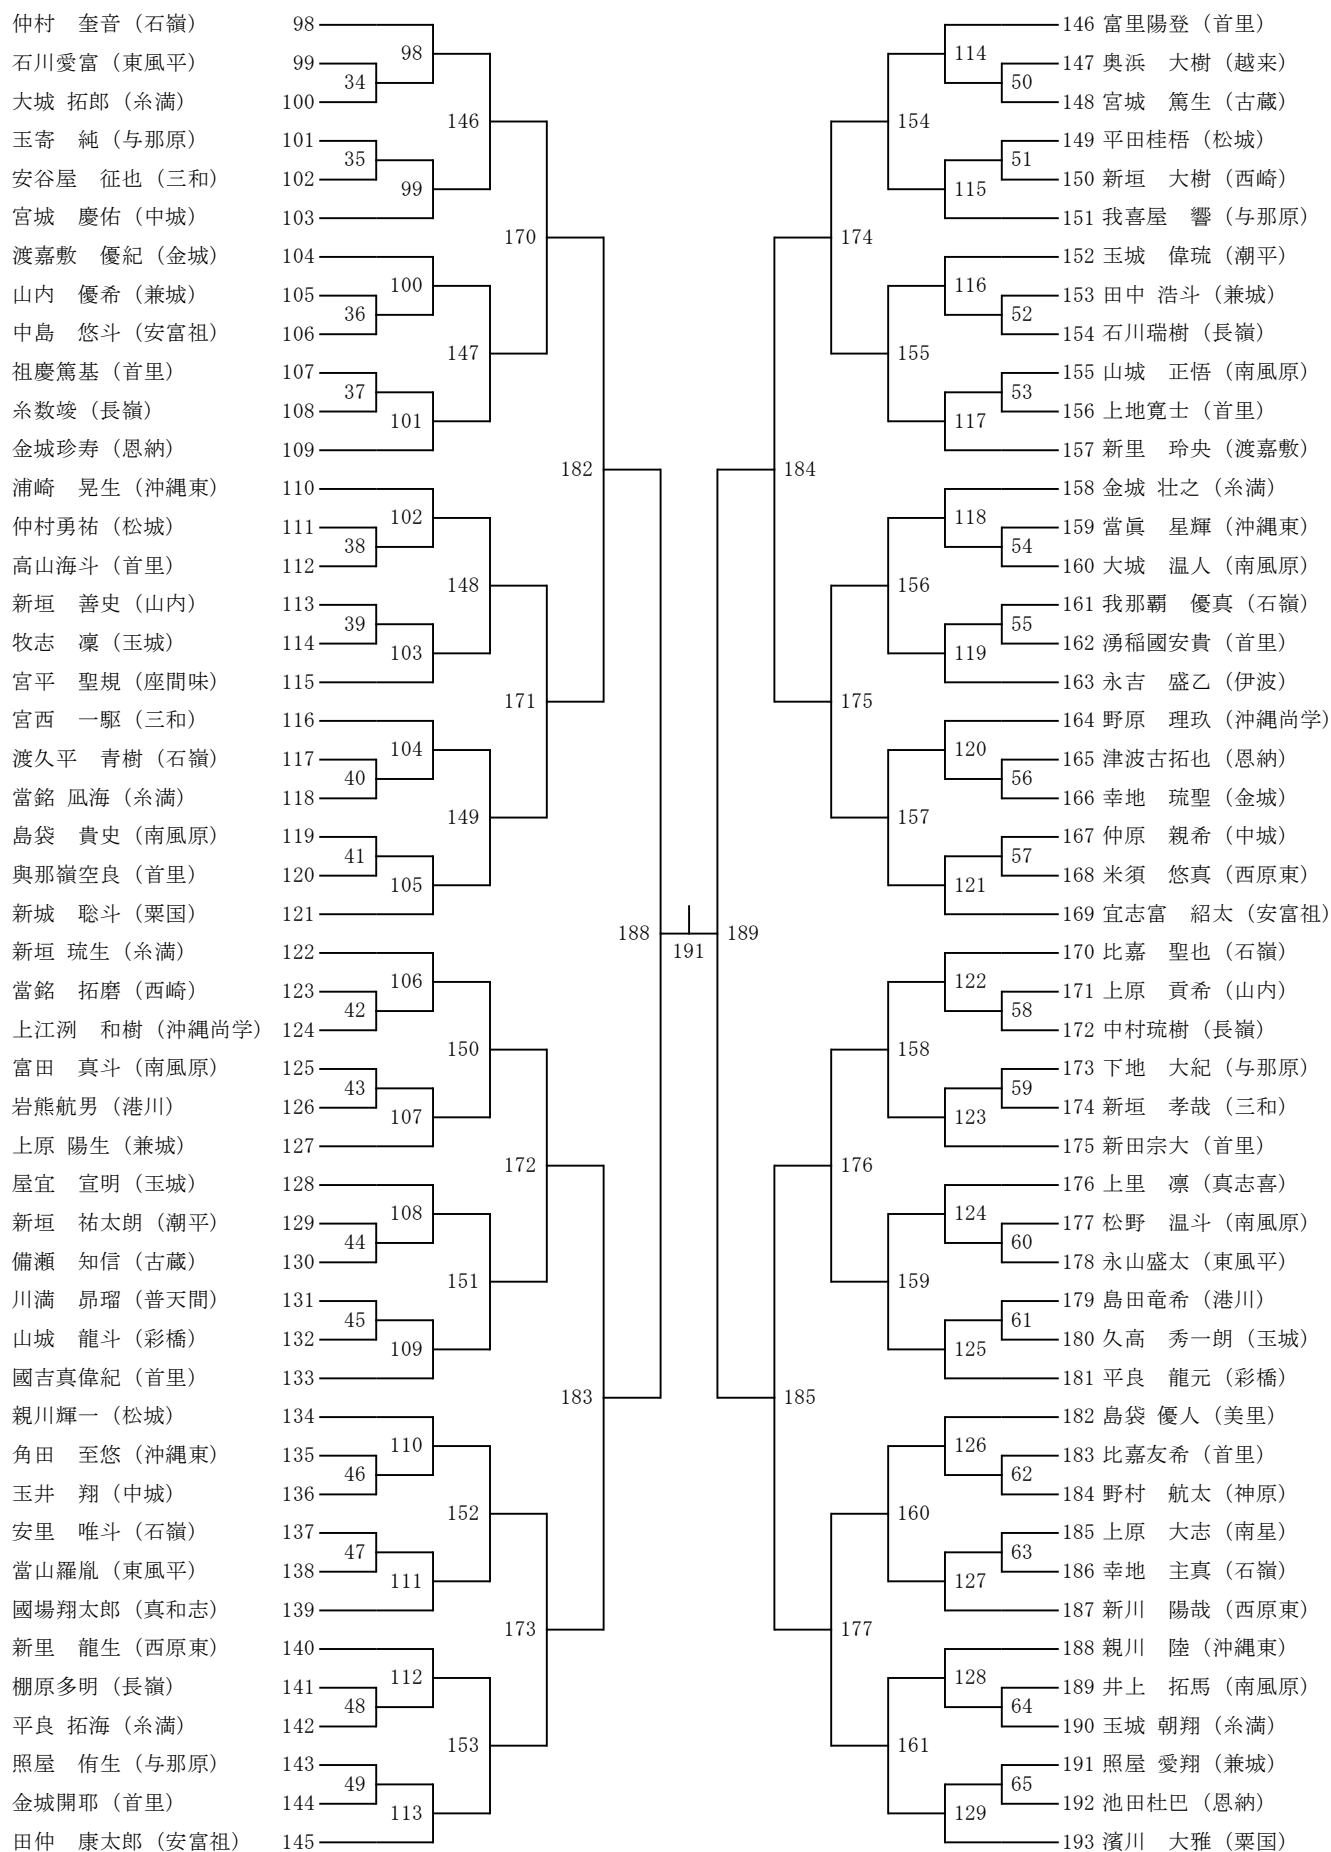 仲村　奎音（石嶺） 98
石川愛富（東風平） 99
大城 拓郎（糸満） 100
玉寄　純（与那原） 101
安谷屋　征也（三和） 102
宮城　慶佑（中城） 103
渡嘉敷　優紀（金城） 104
山内　優希（兼城） 105
中島　悠斗（安富祖） 106
祖慶篤基（首里） 107
糸数竣（長嶺） 108
金城珍寿（恩納） 109
浦崎　晃生（沖縄東） 110
仲村勇祐（松城） 111
高山海斗（首里） 112
新垣　善史（山内） 113
牧志　凜（玉城） 114
宮平　聖規（座間味） 115
宮西　一駆（三和） 116
渡久平　青樹（石嶺） 117
當銘 凪海（糸満） 118
島袋　貴史（南風原） 119
與那嶺空良（首里） 120
新城　聡斗（粟国） 121
新垣 琉生（糸満） 122
當銘　拓磨（西崎） 123
上江洌　和樹（沖縄尚学） 124
富田　真斗（南風原） 125
岩熊航男（港川） 126
上原 陽生（兼城） 127
屋宜　宣明（玉城） 128
新垣　祐太朗（潮平） 129
備瀬　知信（古蔵） 130
川満　昴瑠（普天間） 131
山城　龍斗（彩橋） 132
國吉真偉紀（首里） 133
親川輝一（松城） 134
角田　至悠（沖縄東） 135
玉井　翔（中城） 136
安里　唯斗（石嶺） 137
當山羅胤（東風平） 138
國場翔太郎（真和志） 139
新里　龍生（西原東） 140
棚原多明（長嶺） 141
平良 拓海（糸満） 142
照屋　侑生（与那原） 143
金城開耶（首里） 144
田仲　康太郎（安富祖） 145
34
35
36
37
38
39
40
41
42
43
44
45
46
47
48
49
98
99
100
101
102
103
104
105
106
107
108
109
110
111
112
113
146
147
148
149
150
151
152
153
170
171
172
173
182
183
188
191
189
184
185
174
175
176
177
154
155
156
157
158
159
160
161
114
115
116
117
118
119
120
121
122
123
124
125
126
127
128
129
50
51
52
53
54
55
56
57
58
59
60
61
62
63
64
65
146 富里陽登（首里）
147 奥浜　大樹（越来）
148 宮城　篤生（古蔵）
149 平田桂梧（松城）
150 新垣　大樹（西崎）
151 我喜屋　響（与那原）
152 玉城　偉琉（潮平）
153 田中 浩斗（兼城）
154 石川瑞樹（長嶺）
155 山城　正悟（南風原）
156 上地寛士（首里）
157 新里　玲央（渡嘉敷）
158 金城 壮之（糸満）
159 當眞　星輝（沖縄東）
160 大城　温人（南風原）
161 我那覇　優真（石嶺）
162 湧稲國安貴（首里）
163 永吉　盛乙（伊波）
164 野原　理玖（沖縄尚学）
165 津波古拓也（恩納）
166 幸地　琉聖（金城）
167 仲原　親希（中城）
168 米須　悠真（西原東）
169 宜志富　紹太（安富祖）
170 比嘉　聖也（石嶺）
171 上原　貢希（山内）
172 中村琉樹（長嶺）
173 下地　大紀（与那原）
174 新垣　孝哉（三和）
175 新田宗大（首里）
176 上里　凛（真志喜）
177 松野　温斗（南風原）
178 永山盛太（東風平）
179 島田竜希（港川）
180 久高　秀一朗（玉城）
181 平良　龍元（彩橋）
182 島袋 優人（美里）
183 比嘉友希（首里）
184 野村　航太（神原）
185 上原　大志（南星）
186 幸地　主真（石嶺）
187 新川　陽哉（西原東）
188 親川　陸（沖縄東）
189 井上　拓馬（南風原）
190 玉城 朝翔（糸満）
191 照屋 愛翔（兼城）
192 池田杜巴（恩納）
193 濱川　大雅（粟国）